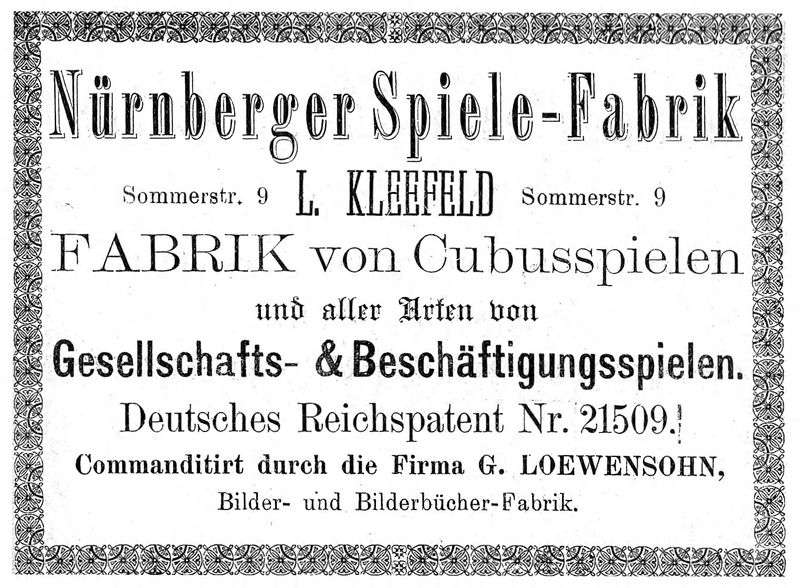 Nürnberger Spiele-Fabrik
Sommerstr. 9 L. KLEEFELD Sommerstr. 9
FABRIK von Cubusspielen
und aller Arten von
Gesellschafts- & Beschäftigungsspielen.
Deutsches Reichspatent Nr. 21509.
Commanditirt durch die Firma G. LOEWENSOHN,
Bilder- und Bilderbücher-Fabrik.